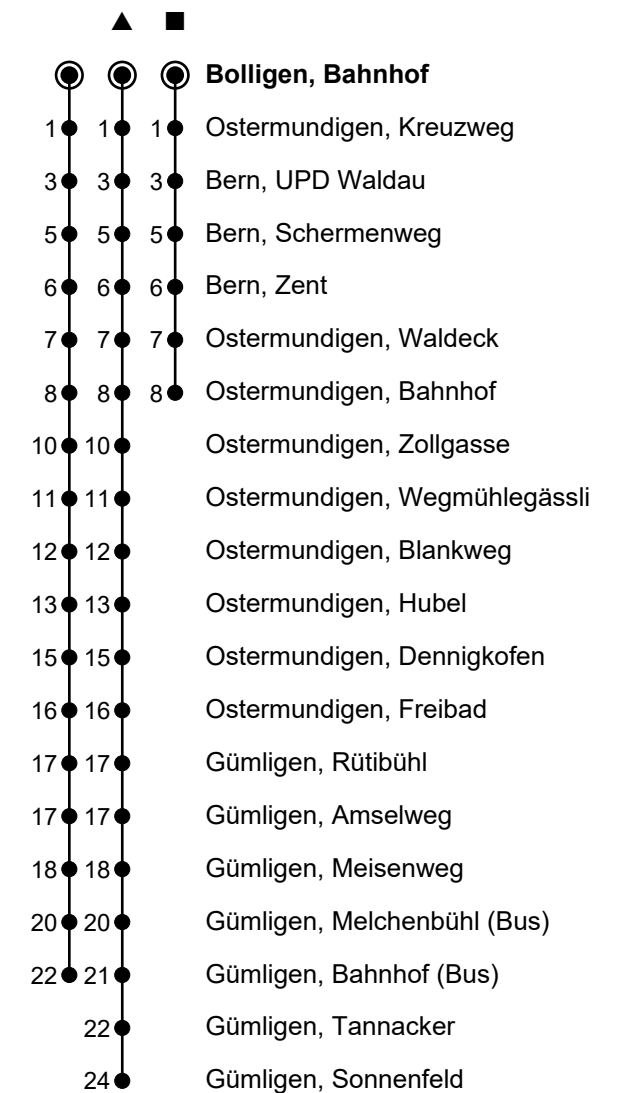 ▲ ■
Bolligen, Bahnhof
1 1 1 Ostermundigen, Kreuzweg
3 3 3 Bern, UPD Waldau
5 5 5 Bern, Schermenweg
6 6 6 Bern, Zent
7 7 7 Ostermundigen, Waldeck
8 8 8 Ostermundigen, Bahnhof
10 10 Ostermundigen, Zollgasse
11 11 Ostermundigen, Wegmühlegässli
12 12 Ostermundigen, Blankweg
13 13 Ostermundigen, Hubel
15 15 Ostermundigen, Dennigkofen
16 16 Ostermundigen, Freibad
17 17 Gümligen, Rütibühl
17 17 Gümligen, Amselweg
18 18 Gümligen, Meisenweg
20 20 Gümligen, Melchenbühl (Bus)
22 21 Gümligen, Bahnhof (Bus)
22 Gümligen, Tannacker
24 Gümligen, Sonnenfeld